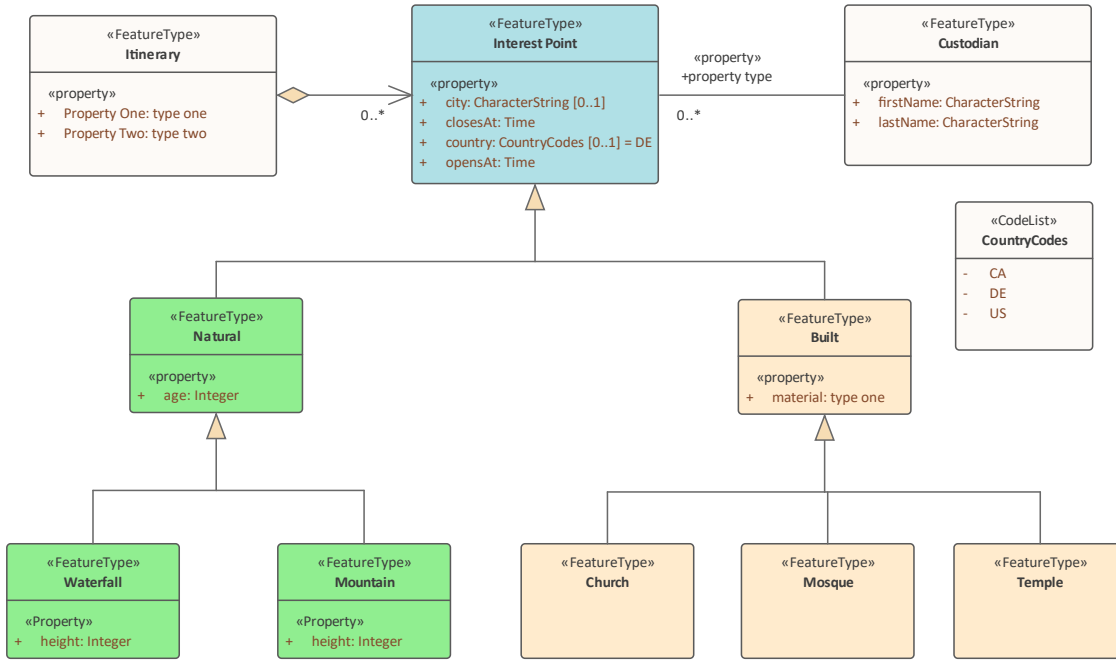 «FeatureType»
Itinerary
«property»
+ Property One: type one
+ Property Two: type two
0..*
«FeatureType»
Interest Point
«property»
+ city: CharacterString [0..1]
+ closesAt: Time
+ country: CountryCodes [0..1] = DE
+ opensAt: Time
«property»
+property type
0..*
«FeatureType»
Custodian
«property»
+ firstName: CharacterString
+ lastName: CharacterString
«CodeList»
CountryCodes
- CA
- DE
- US
«FeatureType»
Natural
«property»
+ age: Integer
«FeatureType»
Built
«property»
+ material: type one
«FeatureType»
Waterfall
«Property»
+ height: Integer
«FeatureType»
Mountain
«Property»
+ height: Integer
«FeatureType»
Church
«FeatureType»
Mosque
«FeatureType»
Temple